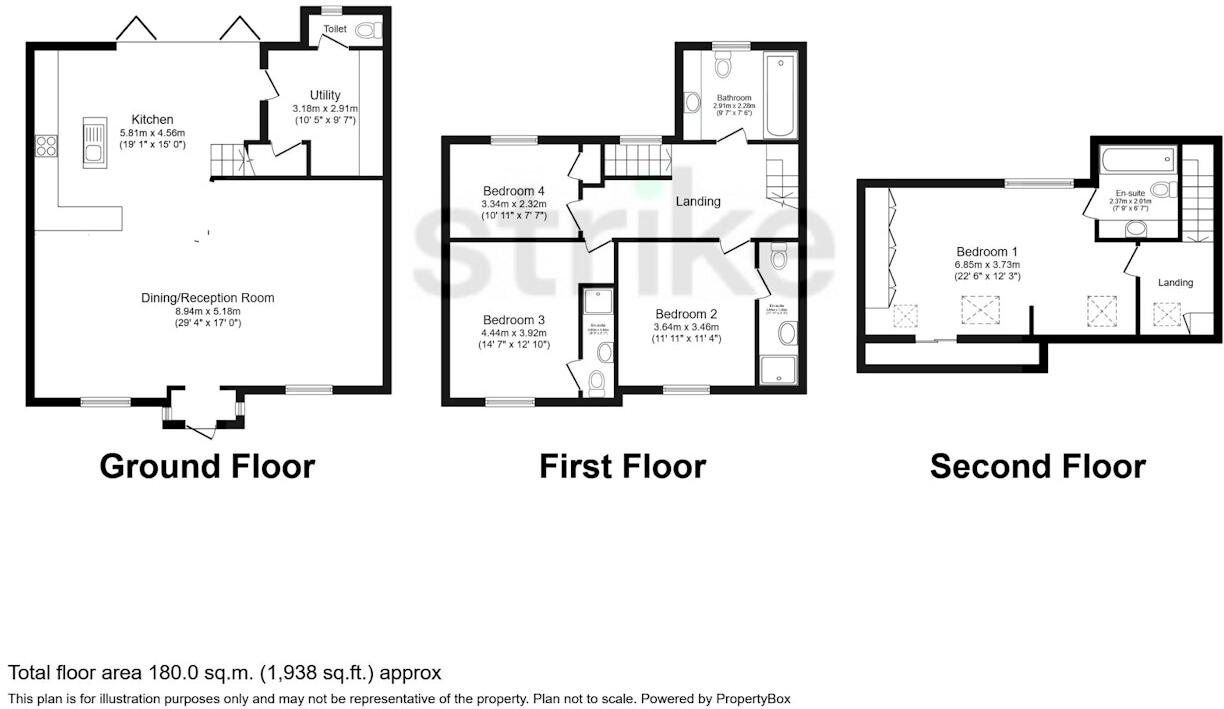 Toilet
Utility
3.18m x 2.91m
(10' 5" x 9' 7")
Kitchen
5.81m x 4.56m
(19' 1" x 15' 0")
Dining/Reception Room
8.94m x 5.18m
(29' 4" x 17' 0")
Ground Floor
Bathroom
2.91m x 2.28m
(9' 7" x 7' 6")
Bedroom 4
3.34m x 2.32m
(10' 11" x 7' 7")
Landing
strike
Bedroom 3
4.44m x 3.92m
(14' 7" x 12' 10")
En-suite
Bedroom 2
3.64m x 3.46m
(11' 11" x 11' 4")
En-suite
First Floor
En-suite
2.37m x 2.01m
(7' 9" x 6' 7")
Bedroom 1
6.85m x 3.73m
(22' 6" x 12' 3")
Landing
Second Floor
Total floor area 180.0 sq.m. (1,938 sq.ft.) approx
This plan is for illustration purposes only and may not be representative of the property. Plan not to scale. Powered by PropertyBox